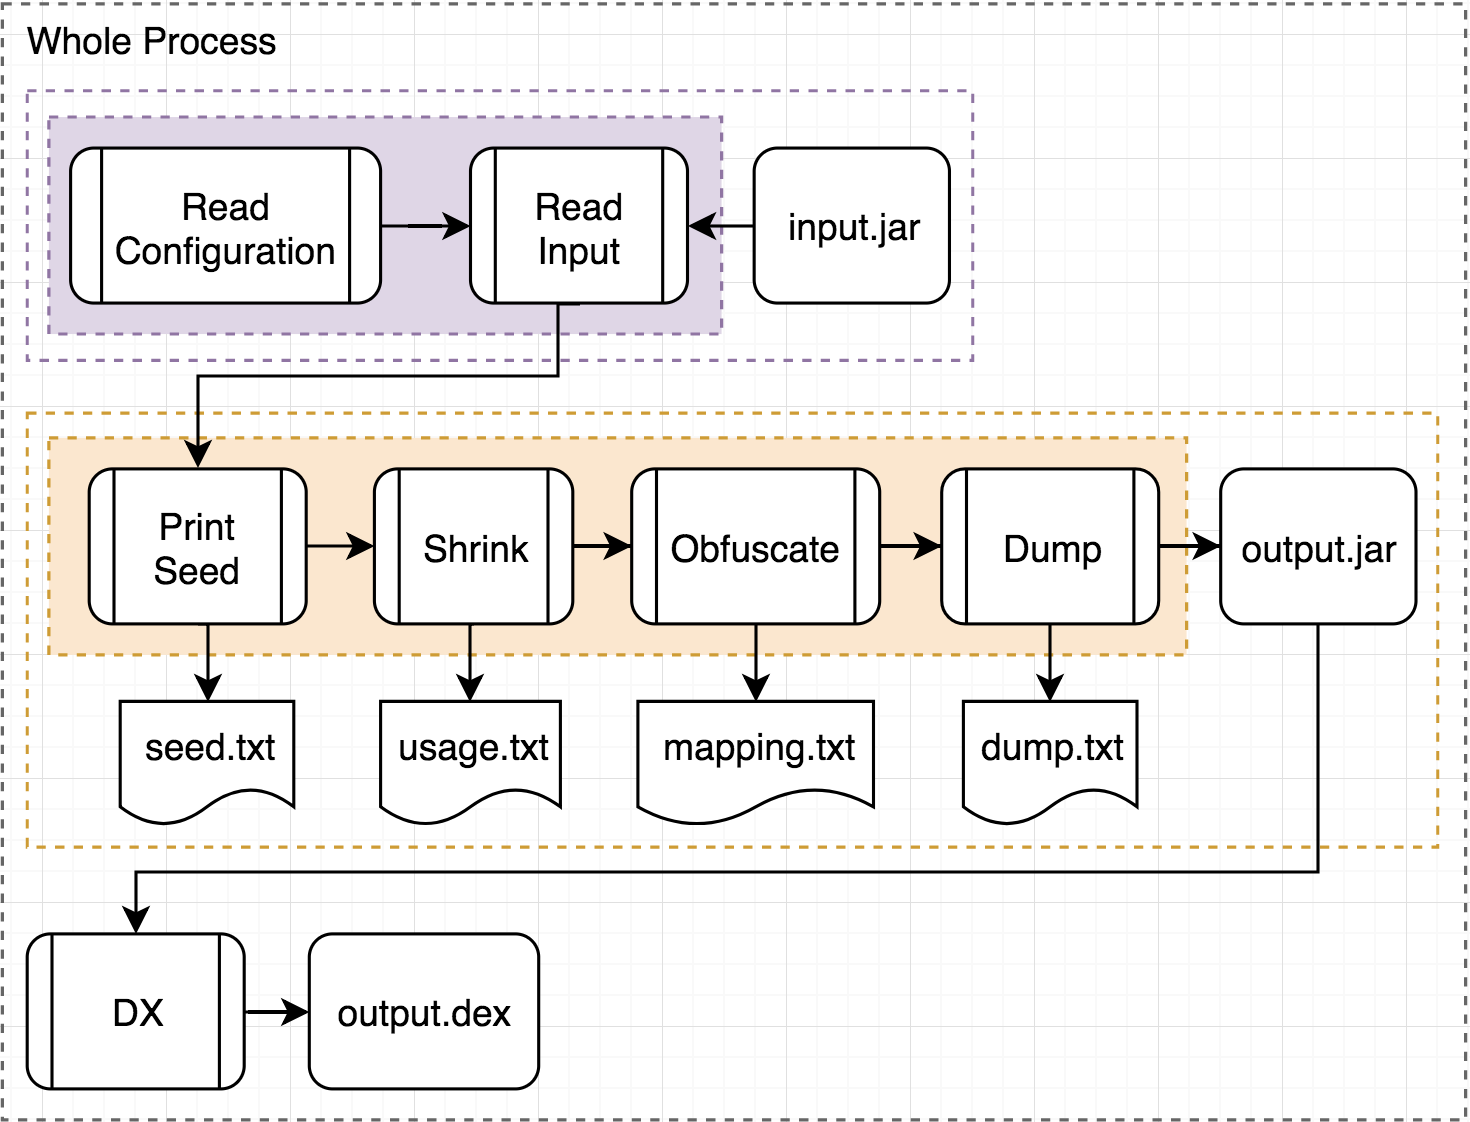 Whole Process
Read
Configuration
Read
Input
input.jar
Print
Seed
Shrink
Obfuscate
Dump
output.jar
seed.txt
usage.txt
mapping.txt
dump.txt
DX
output.dex